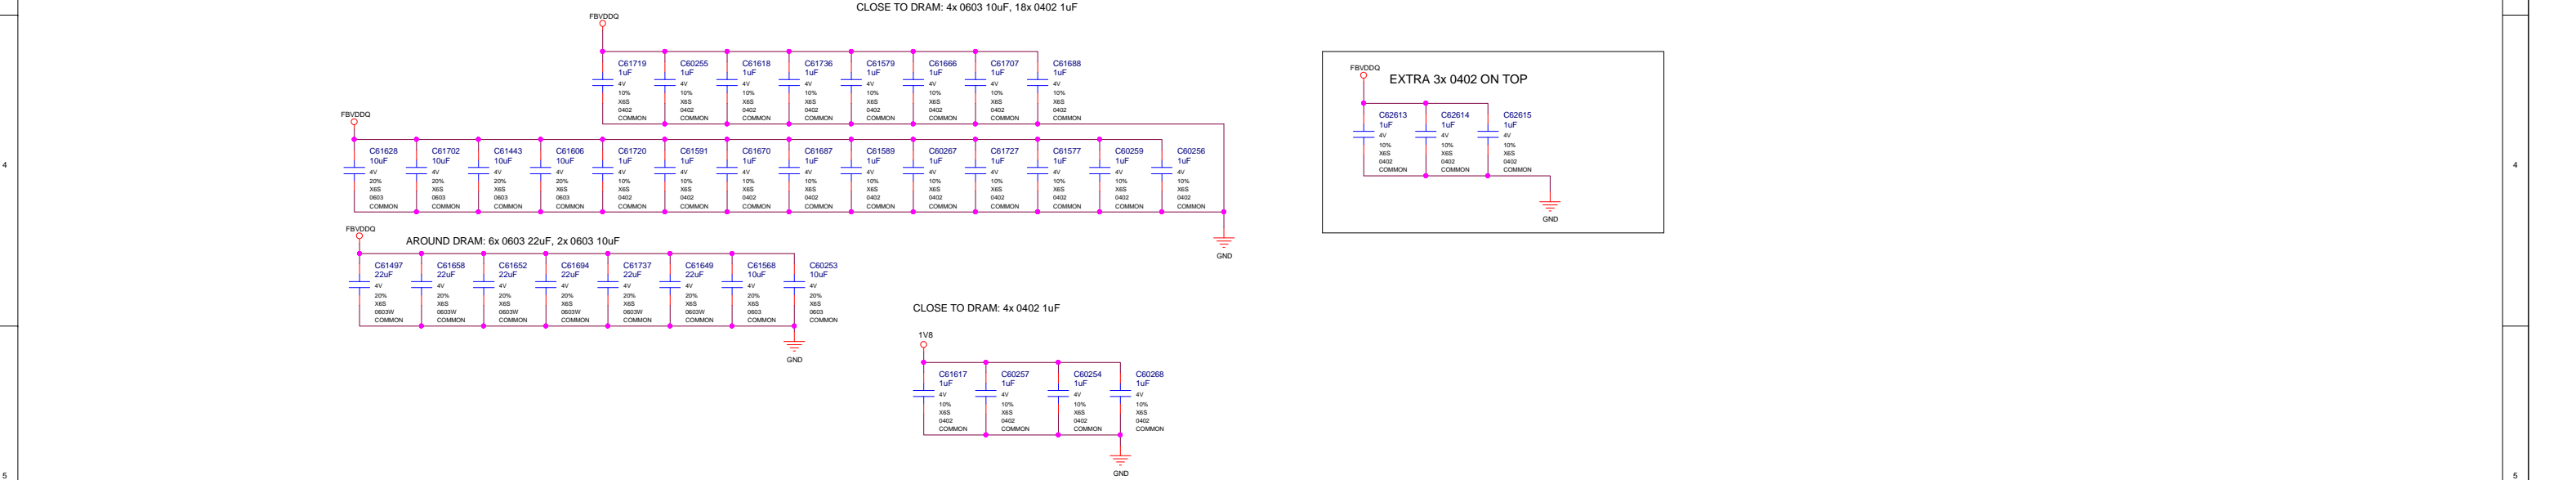 CLOSE TO DRAM: 4x 0603 10uF, 18x 0402 1uF
FBVDDQ
C61719 C60255 C61618 C61736 C61579 C61666 C61707 C61688
1uF 1uF 1uF 1uF 1uF 1uF 1uF 1uF
4V 4V 4V 4V 4V 4V 4V 4V
10% 10% 10% 10% 10% 10% 10% 10%
X6S X6S X6S X6S X6S X6S X6S X6S
0402 0402 0402 0402 0402 0402 0402 0402
COMMON COMMON COMMON COMMON COMMON COMMON COMMON COMMON
FBVDDQ
EXTRA 3x 0402 ON TOP
C62613 C62614 C62615
1uF 1uF 1uF
4V 4V 4V
10% 10% 10%
X6S X6S X6S
0402 0402 0402
COMMON COMMON COMMON
GND
FBVDDQ
C61628 C61702 C61443 C61606 C61720 C61591 C61670 C61687 C61589 C60267 C61727 C61577 C60259 C60256
10uF 10uF 10uF 10uF 1uF 1uF 1uF 1uF 1uF 1uF 1uF 1uF 1uF 1uF
4V 4V 4V 4V 4V 4V 4V 4V 4V 4V 4V 4V 4V 4V
20% 20% 20% 20% 10% 10% 10% 10% 10% 10% 10% 10% 10% 10%
X6S X6S X6S X6S X6S X6S X6S X6S X6S X6S X6S X6S X6S X6S
0603 0603 0603 0603 0402 0402 0402 0402 0402 0402 0402 0402 0402 0402
COMMON COMMON COMMON COMMON COMMON COMMON COMMON COMMON COMMON COMMON COMMON COMMON COMMON COMMON
GND
4
4
FBVDDQ
AROUND DRAM: 6x 0603 22uF, 2x 0603 10uF
C61497 C61658 C61652 C61694 C61737 C61649 C61568 C60253
22uF 22uF 22uF 22uF 22uF 22uF 10uF 10uF
4V 4V 4V 4V 4V 4V 4V 4V
20% 20% 20% 20% 20% 20% 20% 20%
X6S X6S X6S X6S X6S X6S X6S X6S
0603W 0603W 0603W 0603W 0603W 0603W 0603 0603
COMMON COMMON COMMON COMMON COMMON COMMON COMMON COMMON
GND
CLOSE TO DRAM: 4x 0402 1uF
1V8
C61617 C60257 C60254 C60268
1uF 1uF 1uF 1uF
4V 4V 4V 4V
10% 10% 10% 10%
X6S X6S X6S X6S
0402 0402 0402 0402
COMMON COMMON COMMON COMMON
GND
5
5